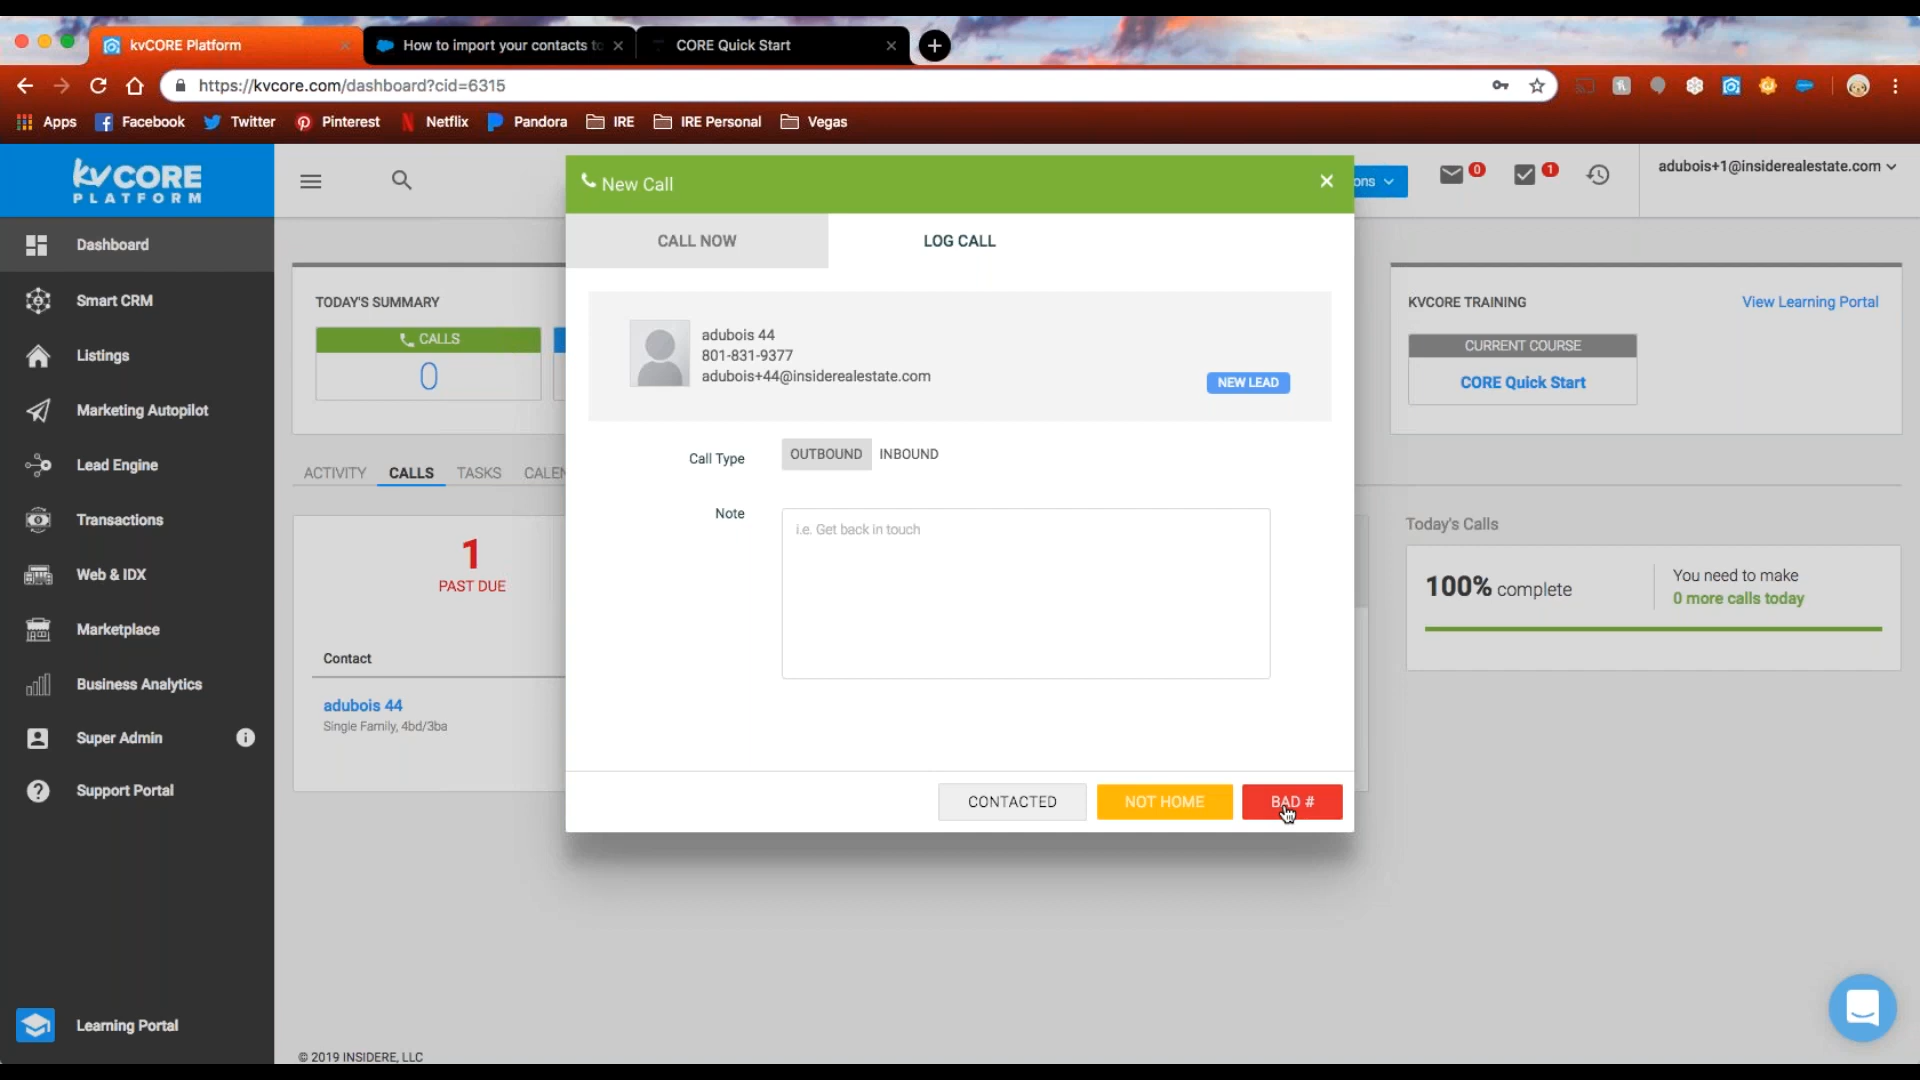 kvCORE Platform
How to import your contacts to
CORE Quick Start
https://kvcore.com/dashboard?cid=6315
Apps
Facebook
Twitter
Pinterest
Netflix
Pandora
IRE
IRE Personal
Vegas
kvCORE
PLATFORM
Dashboard
Smart CRM
Listings
Marketing Autopilot
Lead Engine
Transactions
Web & IDX
Marketplace
Business Analytics
Super Admin
Support Portal
Learning Portal
ons
0
1
adubois+1@insiderealestate.com
TODAY'S SUMMARY
CALLS
0
ACTIVITY
CALLS
TASKS
CALEN
1
PAST DUE
Contact
adubois 44
Single Family, 4bd/3ba
© 2019 INSIDERE, LLC
New Call
CALL NOW
LOG CALL
adubois 44
801-831-9377
adubois+44@insiderealestate.com
NEW LEAD
Call Type
OUTBOUND
INBOUND
Note
i.e. Get back in touch
CONTACTED
NOT HOME
BAD #
KVCORE TRAINING
View Learning Portal
CURRENT COURSE
CORE Quick Start
Today's Calls
100% complete
You need to make
0 more calls today